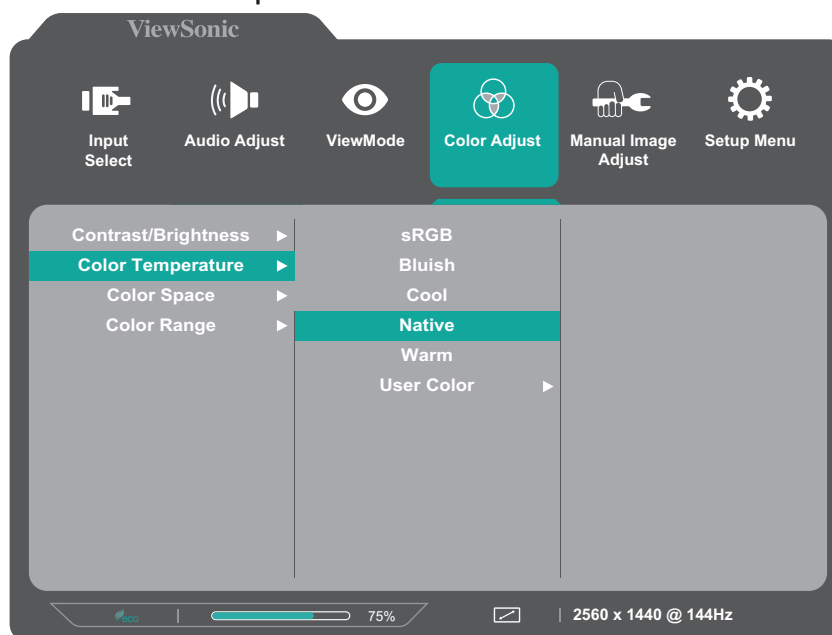 ViewSonic
Input
Select
Audio Adjust
ViewMode
Color Adjust
Manual Image
Adjust
Setup Menu
Contrast/Brightness
Color Temperature
Color Space
Color Range
sRGB
Bluish
Cool
Native
Warm
User Color
eco
75%
2560 x 1440 @ 144Hz